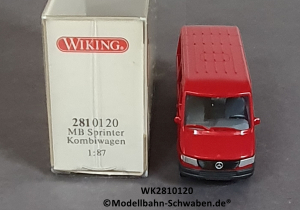 WIKING
2810120
MB Sprinter
Kombiwagen
1:87
WK2810120
©Modellbahn-Schwaben.de®